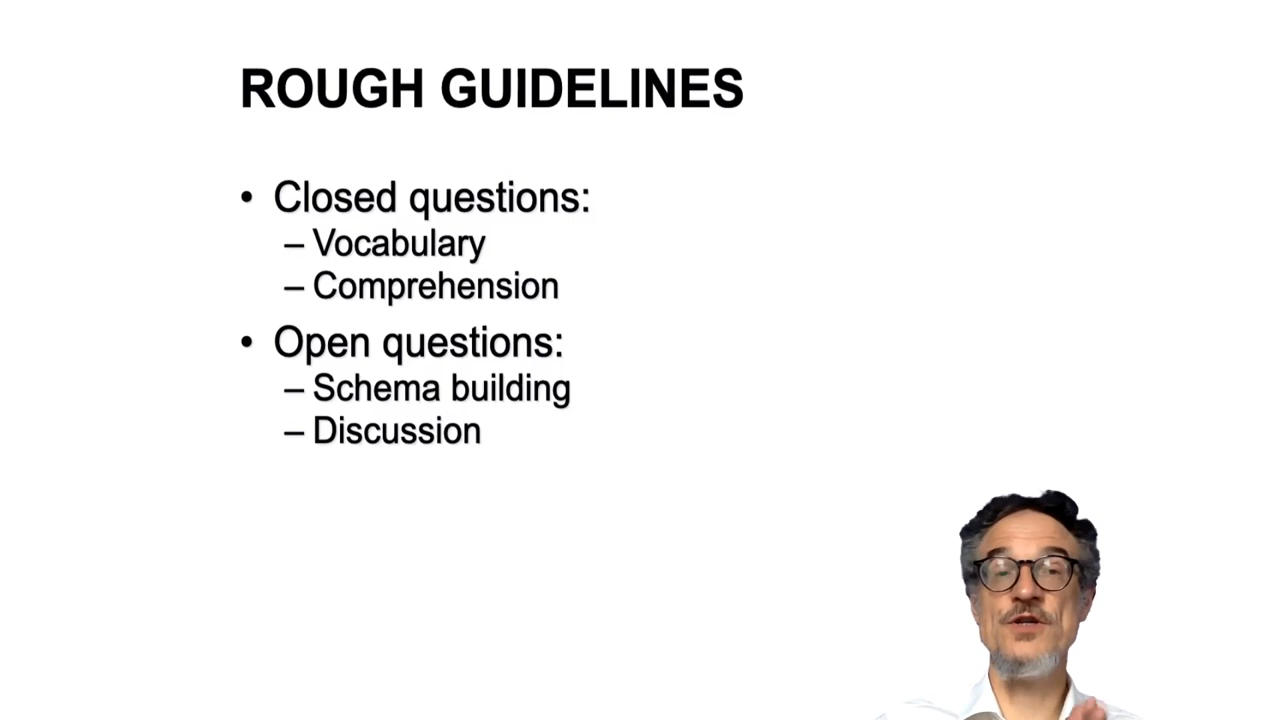 ROUGH GUIDELINES
• Closed questions:
– Vocabulary
– Comprehension
• Open questions:
– Schema building
– Discussion